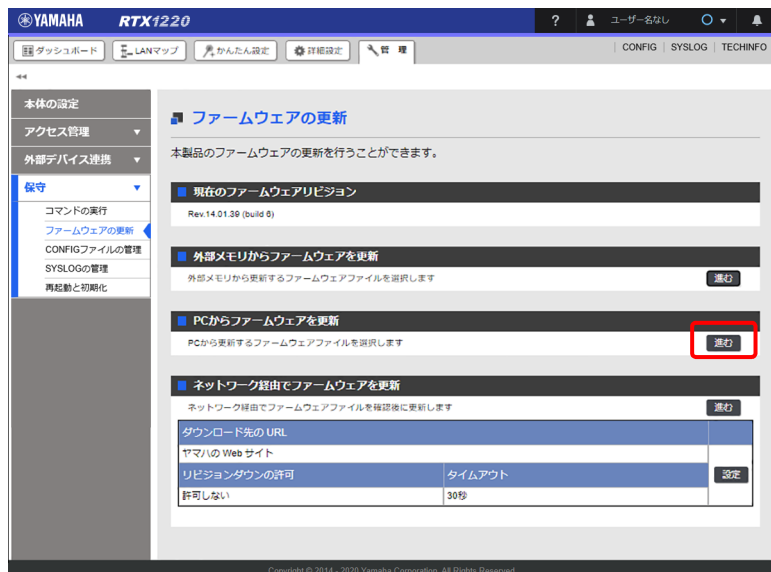 YAMAHA RTX1220 ? ユーザー名なし
ダッシュボード LANマップ かんたん設定 詳細設定 管 理 CONFIG SYSLOG TECHINFO
本体の設定
アクセス管理
外部デバイス連携
保守
コマンドの実行
ファームウェアの更新
CONFIGファイルの管理
SYSLOGの管理
再起動と初期化
ファームウェアの更新
本製品のファームウェアの更新を行うことができます。
現在のファームウェアリビジョン
Rev.14.01.39 (build 6)
外部メモリからファームウェアを更新
外部メモリから更新するファームウェアファイルを選択します 進む
PCからファームウェアを更新
PCから更新するファームウェアファイルを選択します 進む
ネットワーク経由でファームウェアを更新
ネットワーク経由でファームウェアファイルを確認後に更新します 進む
ダウンロード先の URL
ヤマハの Web サイト
リビジョンダウンの許可 タイムアウト 設定
許可しない 30秒
Copyright © 2014 - 2020 Yamaha Corporation. All Rights Reserved.